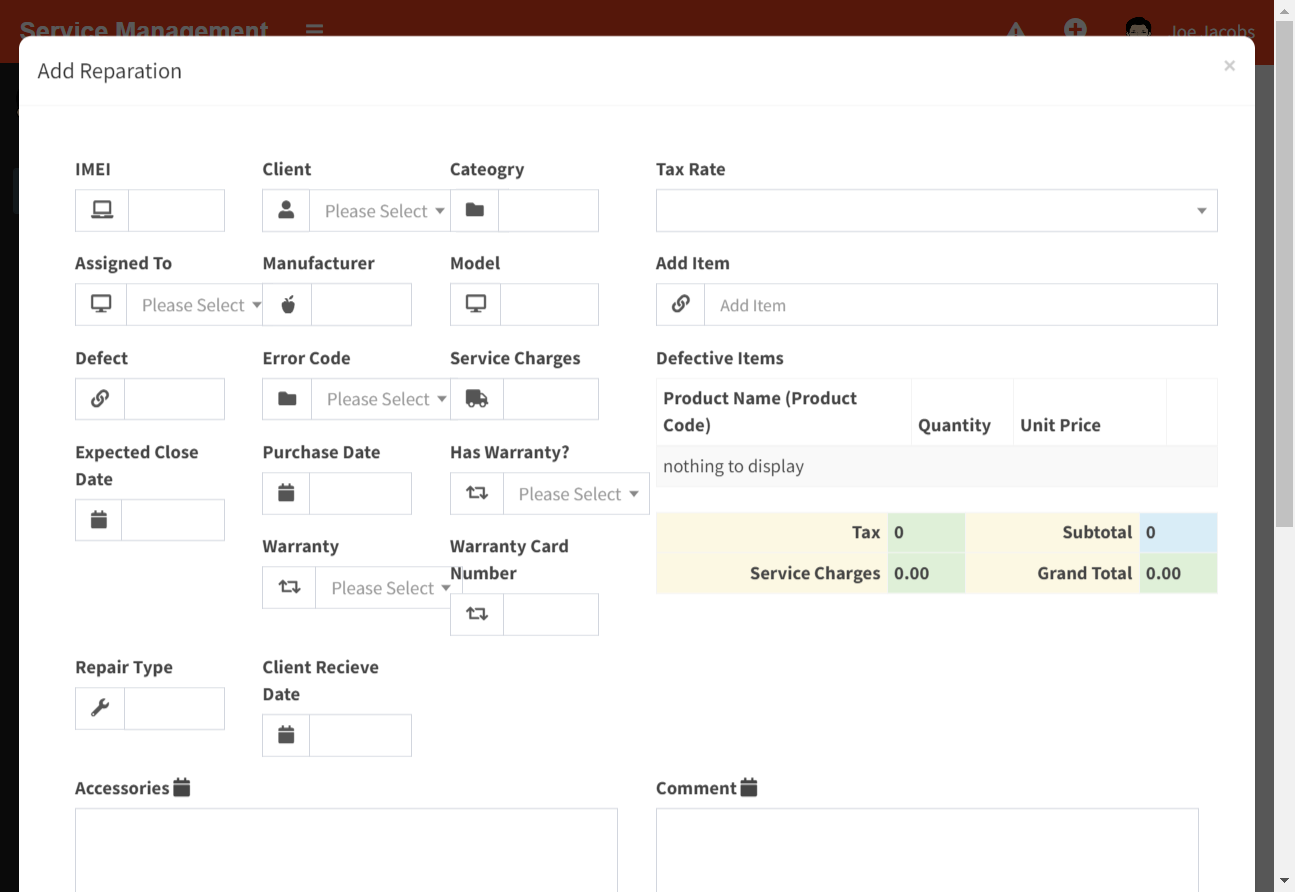 Service Management
Joe Jacobs
Add Reparation
×
IMEI
Client
Cateogry
Tax Rate
Please Select
Assigned To
Manufacturer
Model
Add Item
Please Select
Add Item
Defect
Error Code
Service Charges
Defective Items
Please Select
Product Name (Product
Code)
Quantity
Unit Price
nothing to display
Expected Close
Date
Purchase Date
Has Warranty?
Please Select
Tax
0
Subtotal
0
Service Charges
0.00
Grand Total
0.00
Warranty
Warranty Card
Number
Please Select
Repair Type
Client Recieve
Date
Accessories
Comment